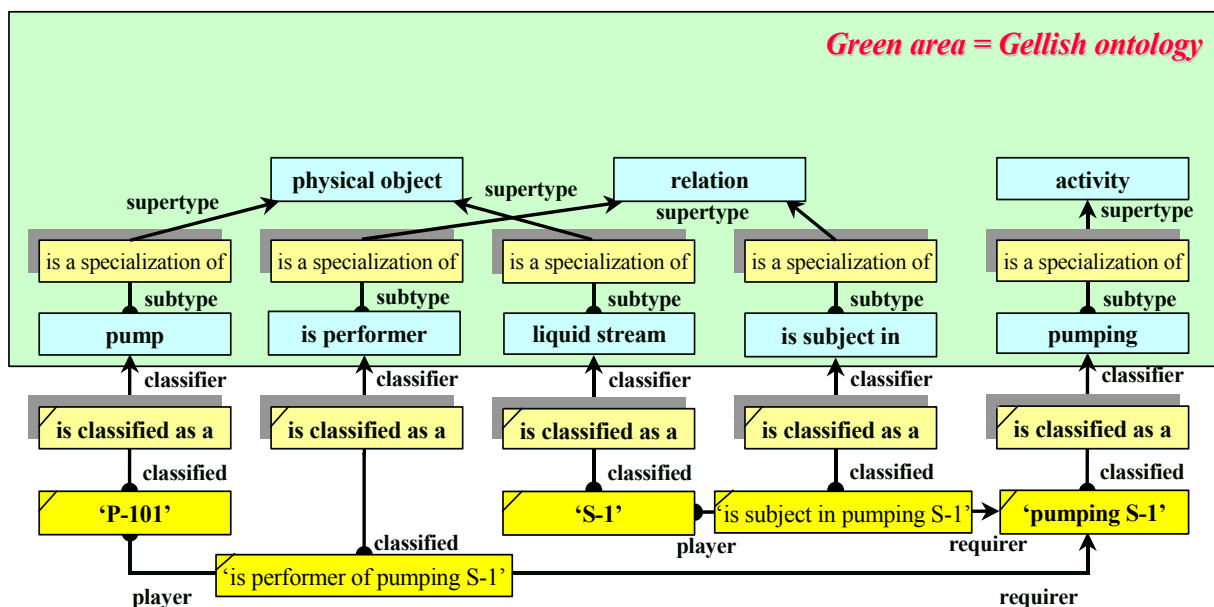 Green area = Gellish ontology
physical object
relation
activity
supertype
supertype
supertype
supertype
is a specialization of
is a specialization of
is a specialization of
is a specialization of
is a specialization of
subtype
subtype
subtype
subtype
subtype
pump
is performer
liquid stream
is subject in
pumping
classifier
classifier
classifier
classifier
classifier
is classified as a
is classified as a
is classified as a
is classified as a
is classified as a
classified
classified
classified
classified
‘P-101’
‘S-1’
‘is subject in pumping S-1’
‘pumping S-1’
classified
player
requirer
‘is performer of pumping S-1’
player
requirer